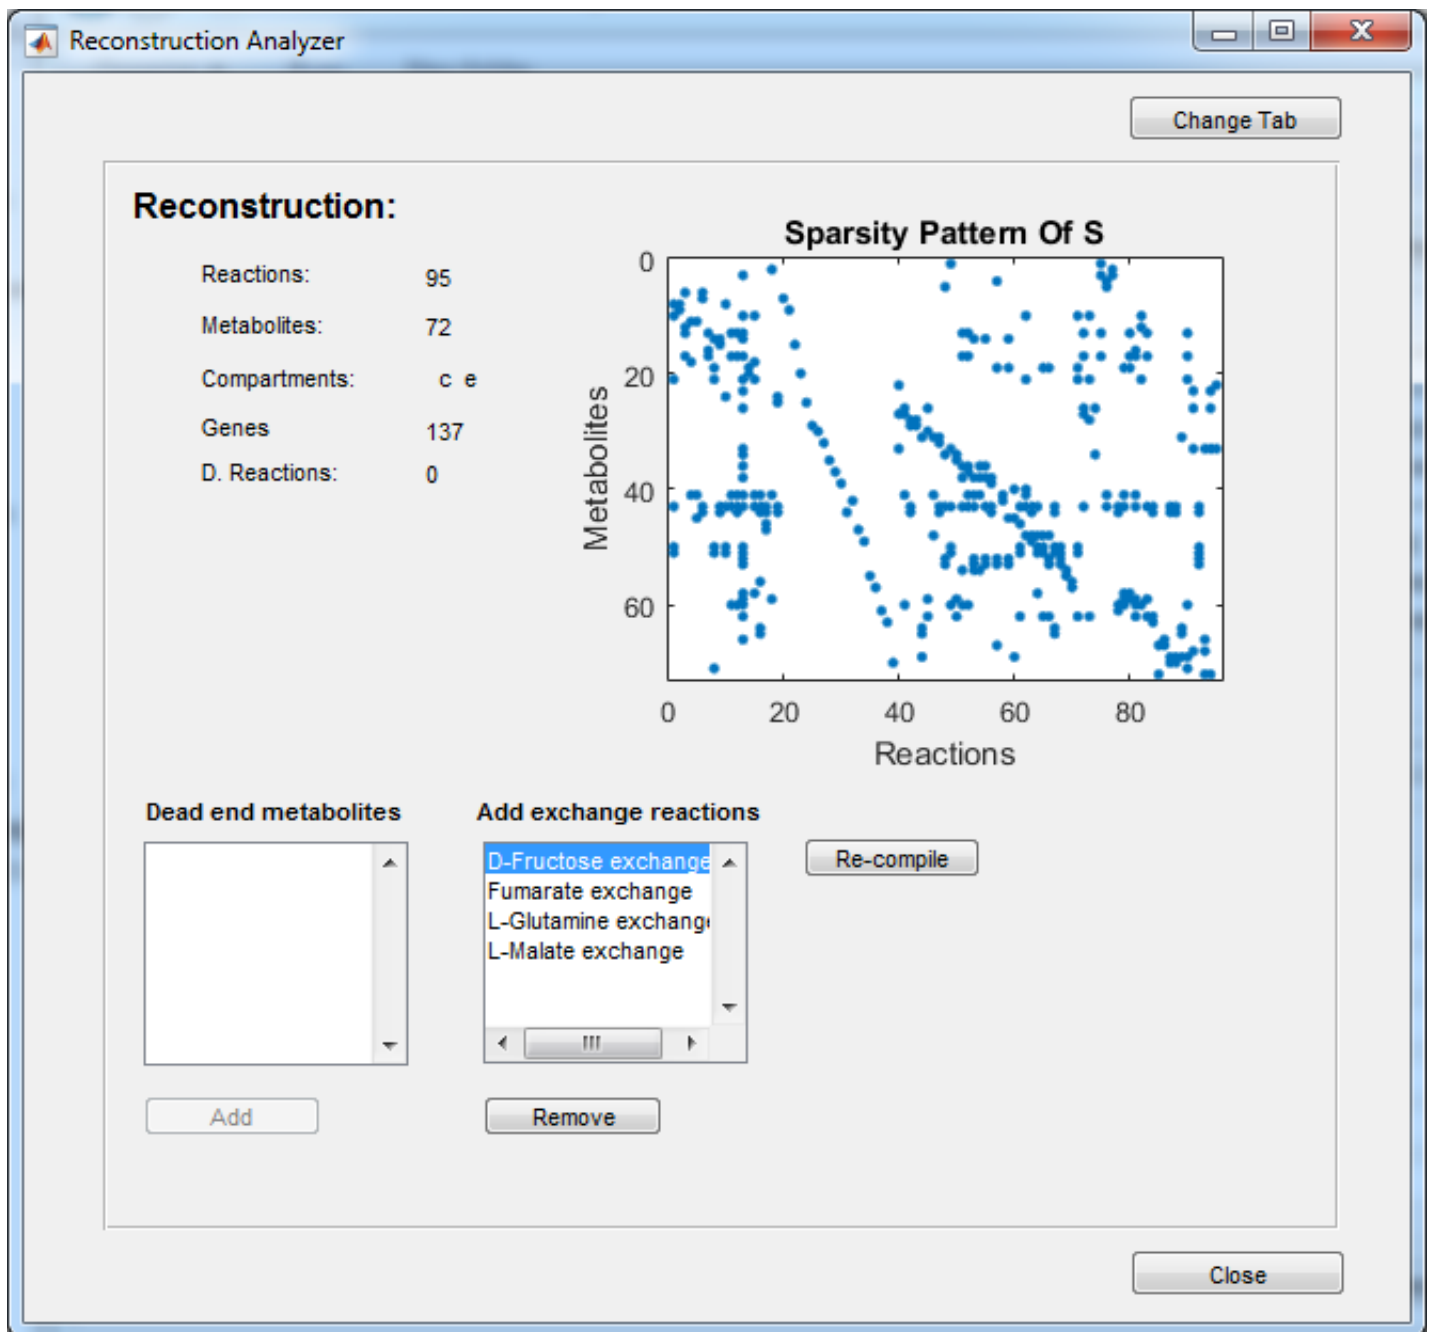 Reconstruction Analyzer
Change Tab
Reconstruction:
Reactions: 95
Metabolites: 72
Compartments: c e
Genes 137
D. Reactions: 0
Sparsity Pattern Of S
0
20
40
60
Metabolites
0 20 40 60 80
Reactions
Dead end metabolites
Add exchange reactions
D-Fructose exchange
Fumarate exchange
L-Glutamine exchang
L-Malate exchange
Re-compile
Add
Remove
Close